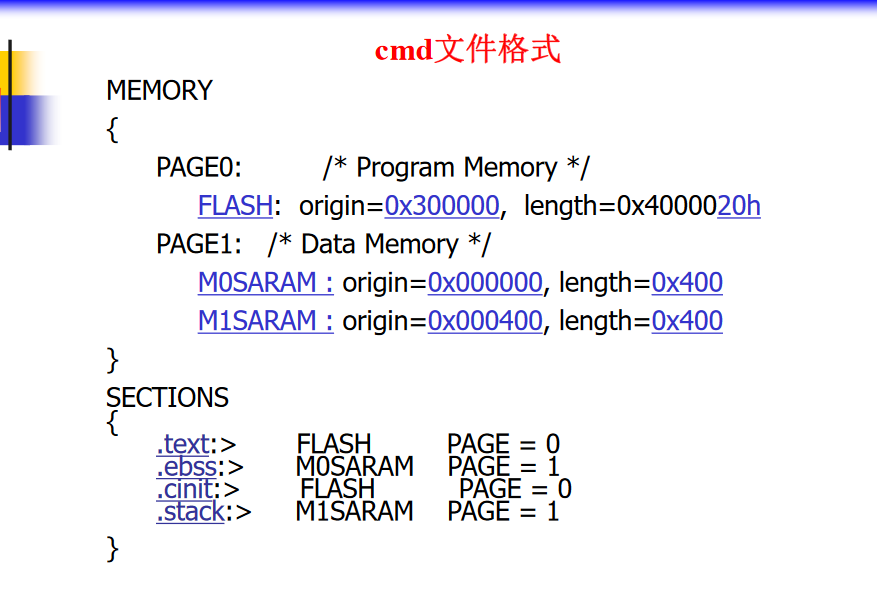 cmd文件格式
MEMORY
{
PAGE0: /* Program Memory */
FLASH: origin=0x300000, length=0x4000020h
PAGE1: /* Data Memory */
M0SARAM : origin=0x000000, length=0x400
M1SARAM : origin=0x000400, length=0x400
}
SECTIONS
{
.text:> FLASH PAGE = 0
.ebss:> M0SARAM PAGE = 1
.cinit:> FLASH PAGE = 0
.stack:> M1SARAM PAGE = 1
}